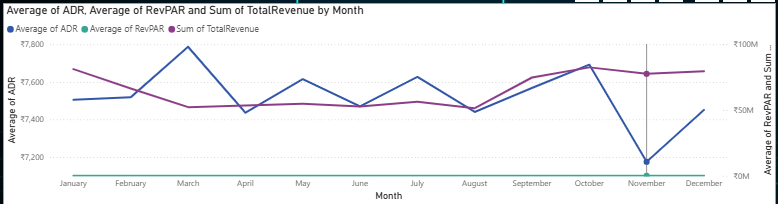 Average of ADR, Average of RevPAR and Sum of TotalRevenue by Month
Average of ADR Average of RevPAR Sum of TotalRevenue
₹7,800
₹7,600
₹7,400
₹7,200
Average of ADR
₹100M
₹50M
₹0M
Average of RevPAR and Sum ...
January February March April May June July August September October November December
Month